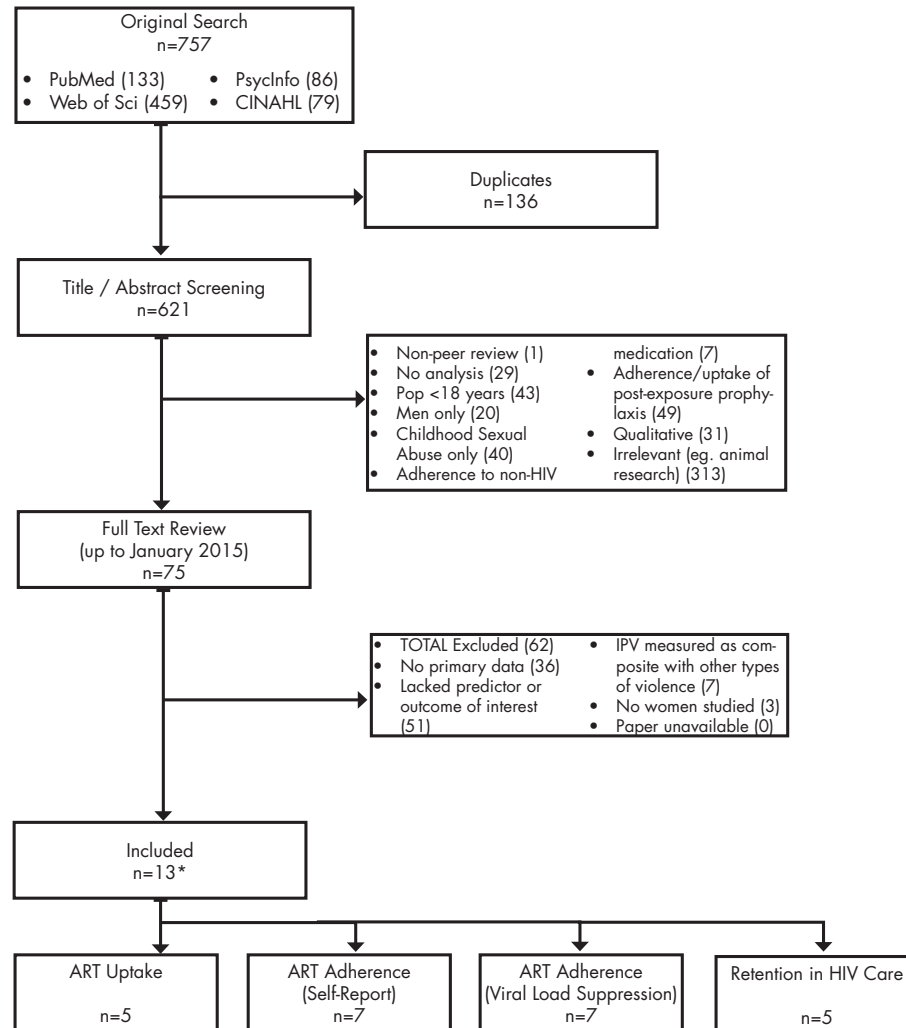 Original Search
n=757
• PubMed (133)
• Web of Sci (459)
• PsycInfo (86)
• CINAHL (79)
Duplicates
n=136
Title / Abstract Screening
n=621
• Non-peer review (1)
• No analysis (29)
• Pop <18 years (43)
• Men only (20)
• Childhood Sexual
Abuse only (40)
• Adherence to non-HIV
medication (7)
• Adherence/uptake of
post-exposure prophy-
laxis (49)
• Qualitative (31)
• Irrelevant (eg. animal
research) (313)
Full Text Review
(up to January 2015)
n=75
• TOTAL Excluded (62)
• No primary data (36)
• Lacked predictor or
outcome of interest
(51)
• IPV measured as com-
posite with other types
of violence (7)
• No women studied (3)
• Paper unavailable (0)
Included
n=13*
ART Uptake
n=5
ART Adherence
(Self-Report)
n=7
ART Adherence
(Viral Load Suppression)
n=7
Retention in HIV Care
n=5